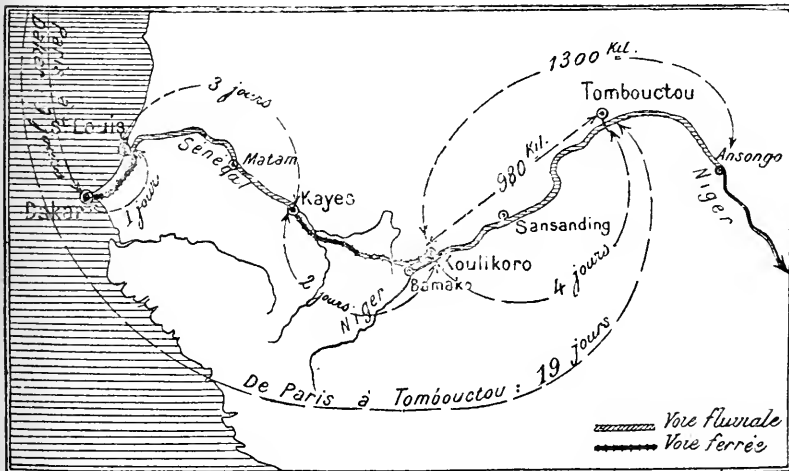 1300 Kil.
Tombouctou
3 jours
St Louis
980 Kil.
Sénégal
Matam
Ansongo
Kayes
Niger
Dakar
1 jour
Sansanding
Koulikoro
Bamako
2 jours
4 jours
Niger
19 jours
De Paris à Tombouctou :
Voie fluviale
Voie ferrée